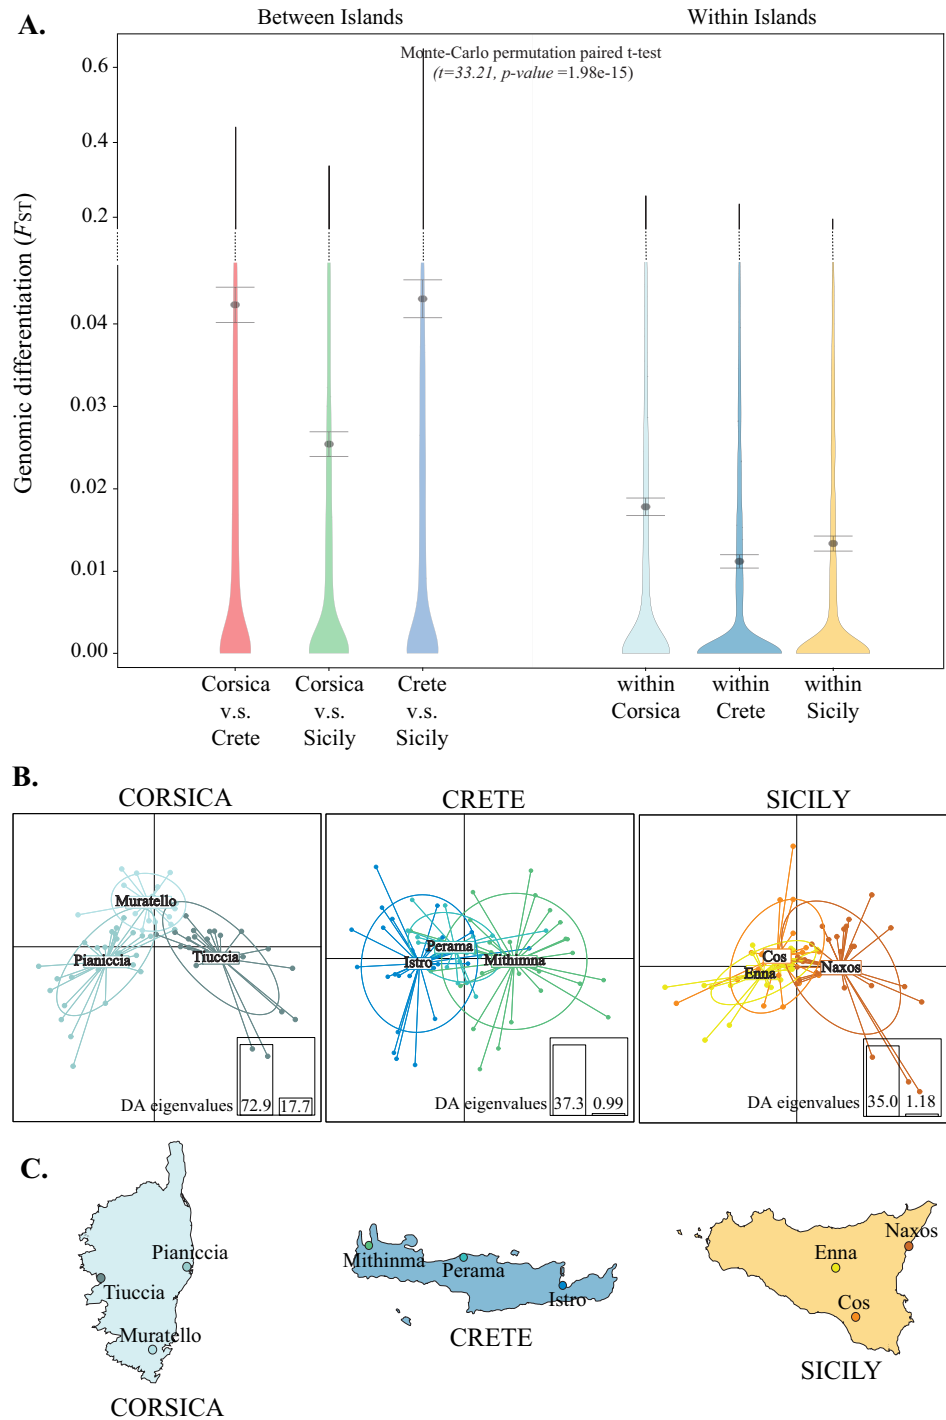 A.
Between Islands
Within Islands
Monte-Carlo permutation paired t-test
(t=33.21, p-value =1.98e-15)
Genomic differentiation (FST)
0.6
0.4
0.2
0.04
0.03
0.02
0.01
0.00
Corsica
v.s.
Crete
Corsica
v.s.
Sicily
Crete
v.s.
Sicily
within
Corsica
within
Crete
within
Sicily
B.
CORSICA
CRETE
SICILY
Muratello
Pianiccia
Tiuccia
DA eigenvalues
72.9
17.7
Perama
Istro
Mithimna
DA eigenvalues
37.3
0.99
Cos
Enna
Naxos
DA eigenvalues
35.0
1.18
C.
Pianiccia
Tiuccia
Muratello
CORSICA
Mithinma
Perama
Istro
CRETE
Naxos
Enna
Cos
SICILY